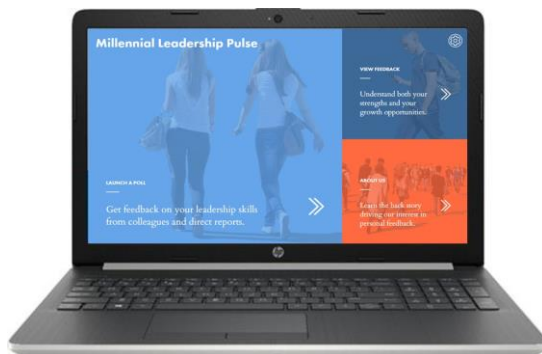 Millennial Leadership Pulse
VIEW FEEDBACK
Understand both your
strengths and your
growth opportunities.
LAUNCH A POLL
Get feedback on your leadership skills
from colleagues and direct reports.
ABOUT US
Learn the back story
driving our interest in
personal feedback.
hp